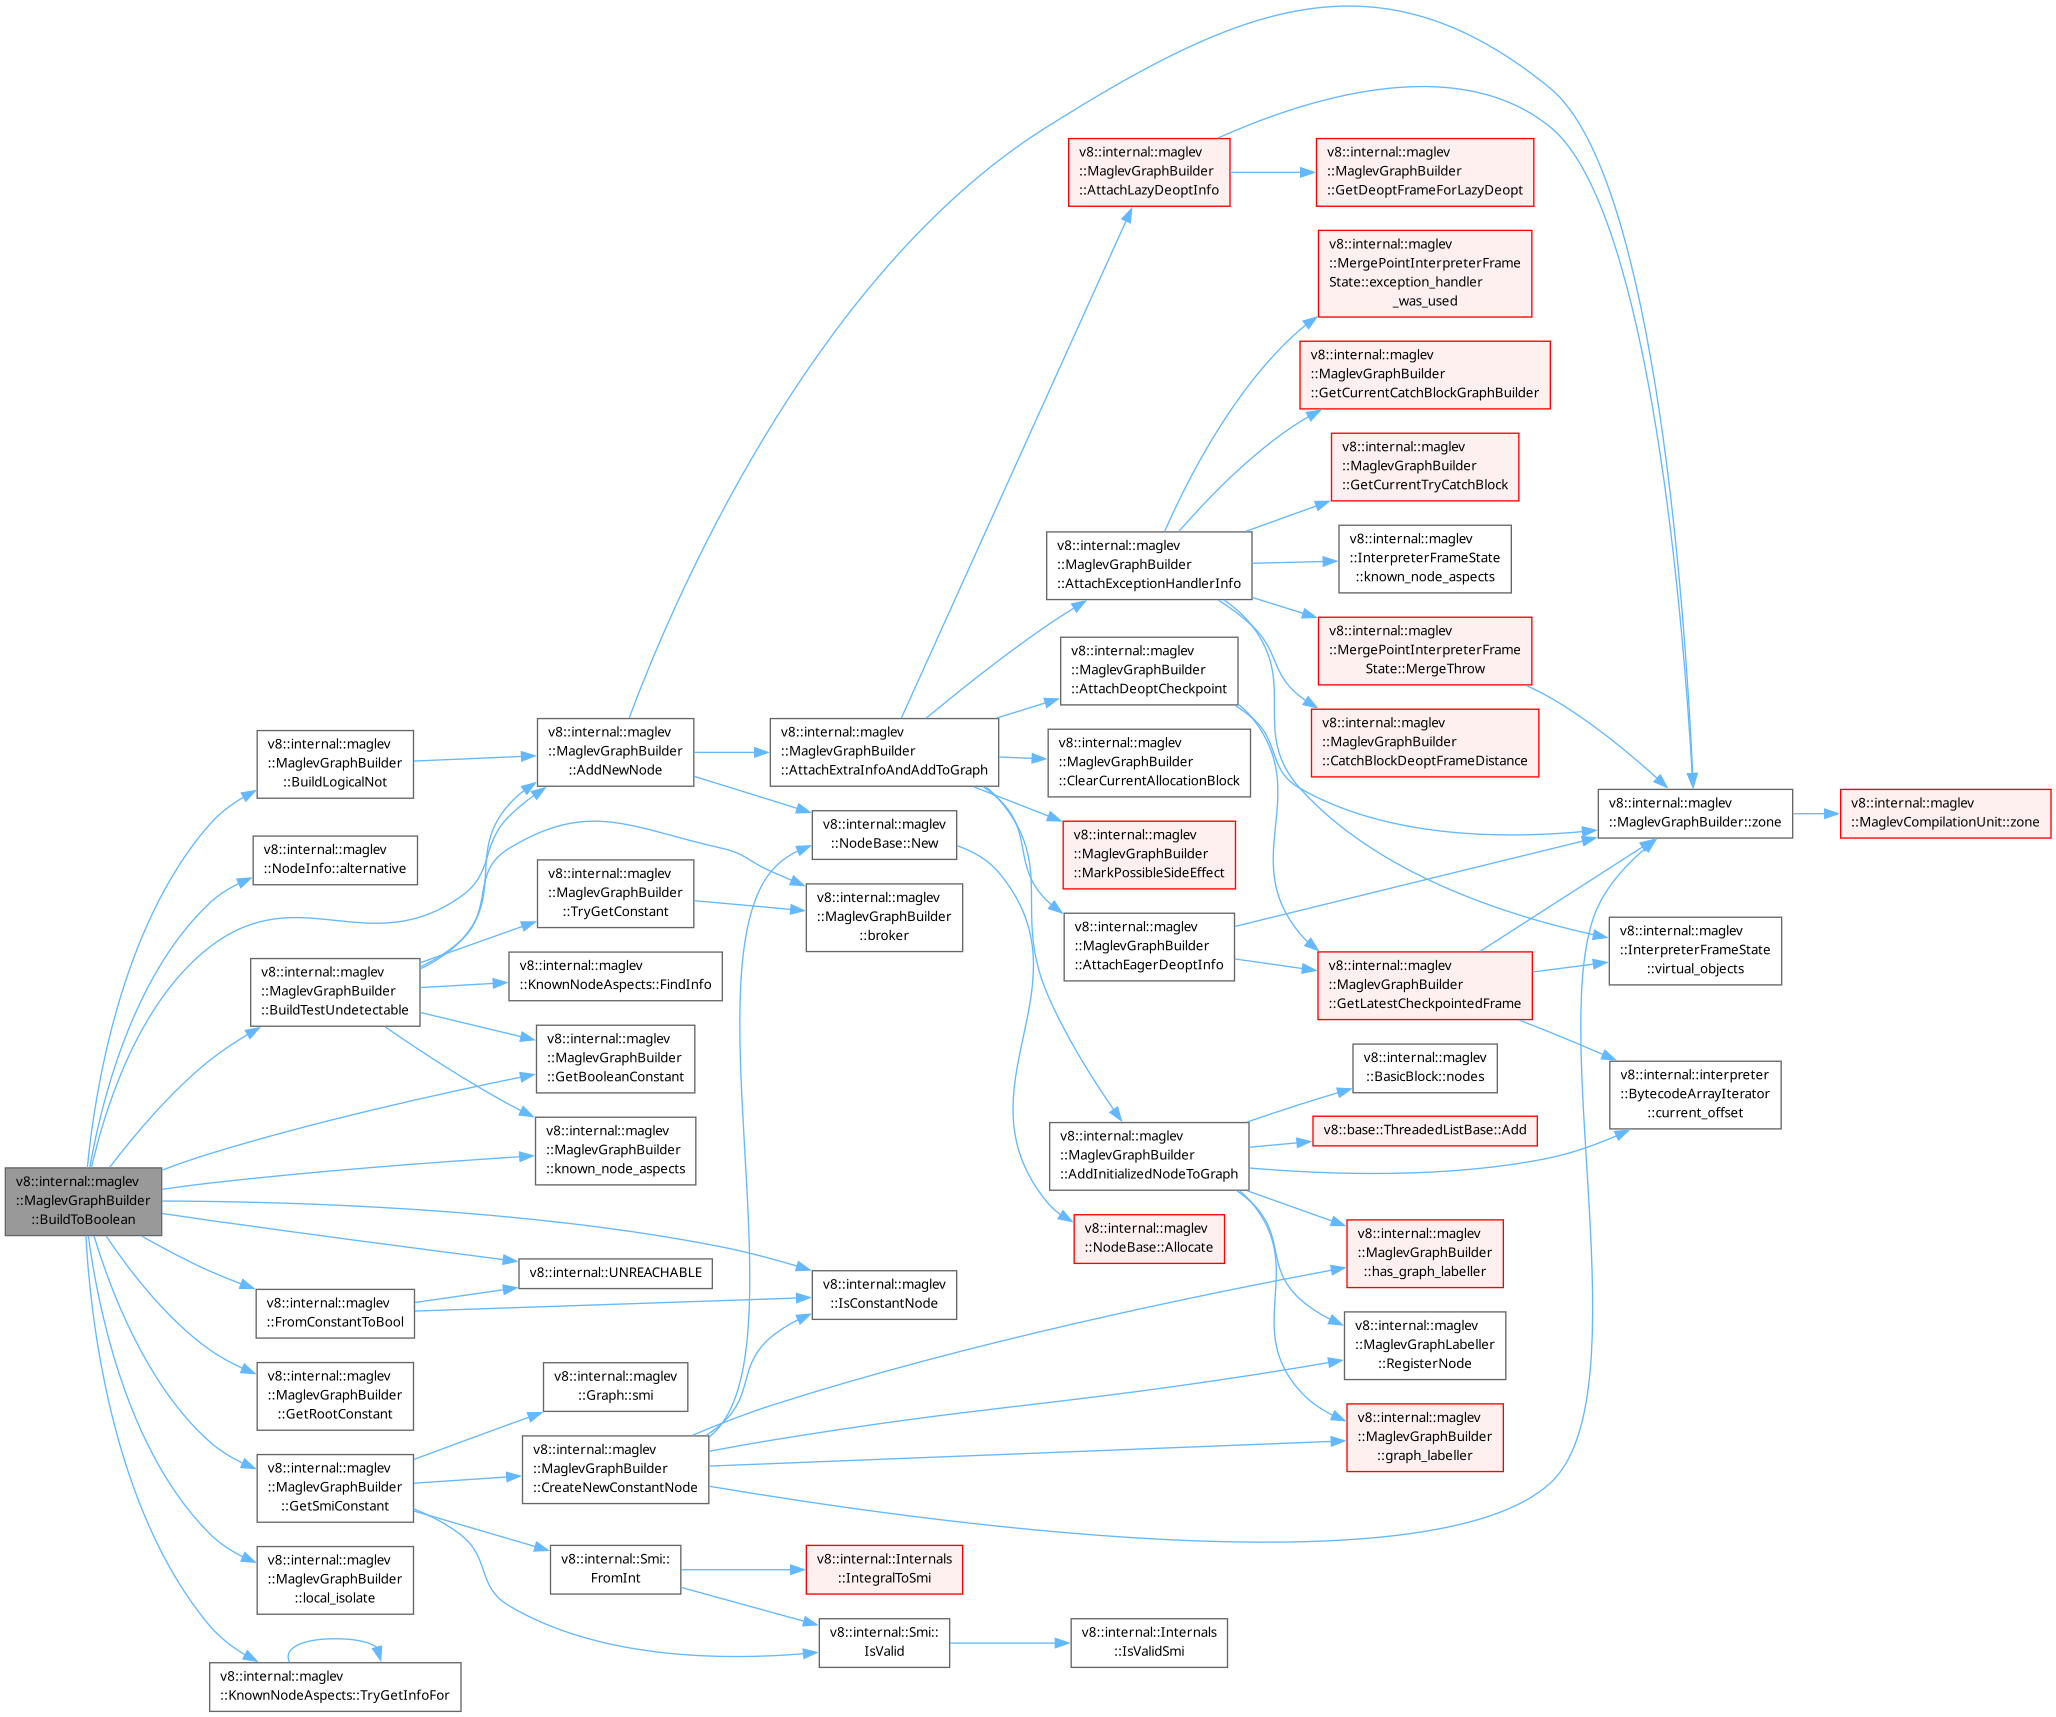 v8::internal::maglev
::MaglevGraphBuilder
::BuildToBoolean
v8::internal::maglev
::MaglevGraphBuilder
::BuildLogicalNot
v8::internal::maglev
::NodeInfo::alternative
v8::internal::maglev
::MaglevGraphBuilder
::BuildTestUndetectable
v8::internal::maglev
::FromConstantToBool
v8::internal::maglev
::MaglevGraphBuilder
::GetRootConstant
v8::internal::maglev
::MaglevGraphBuilder
::GetSmiConstant
v8::internal::maglev
::MaglevGraphBuilder
::local_isolate
v8::internal::maglev
::KnownNodeAspects::TryGetInfoFor
v8::internal::maglev
::MaglevGraphBuilder
::AddNewNode
v8::internal::maglev
::MaglevGraphBuilder
::TryGetConstant
v8::internal::maglev
::KnownNodeAspects::FindInfo
v8::internal::maglev
::MaglevGraphBuilder
::GetBooleanConstant
v8::internal::maglev
::MaglevGraphBuilder
::known_node_aspects
v8::internal::UNREACHABLE
v8::internal::maglev
::Graph::smi
v8::internal::maglev
::MaglevGraphBuilder
::CreateNewConstantNode
v8::internal::Smi::
FromInt
v8::internal::maglev
::MaglevGraphBuilder
::AttachExtraInfoAndAddToGraph
v8::internal::maglev
::NodeBase::New
v8::internal::maglev
::MaglevGraphBuilder
::broker
v8::internal::maglev
::IsConstantNode
v8::internal::Internals
::IntegralToSmi
v8::internal::Smi::
IsValid
v8::internal::maglev
::MaglevGraphBuilder
::AttachLazyDeoptInfo
v8::internal::maglev
::MaglevGraphBuilder
::AttachExceptionHandlerInfo
v8::internal::maglev
::MaglevGraphBuilder
::AttachDeoptCheckpoint
v8::internal::maglev
::MaglevGraphBuilder
::ClearCurrentAllocationBlock
v8::internal::maglev
::MaglevGraphBuilder
::MarkPossibleSideEffect
v8::internal::maglev
::MaglevGraphBuilder
::AttachEagerDeoptInfo
v8::internal::maglev
::MaglevGraphBuilder
::AddInitializedNodeToGraph
v8::internal::maglev
::NodeBase::Allocate
v8::internal::Internals
::IsValidSmi
v8::internal::maglev
::MaglevGraphBuilder
::GetDeoptFrameForLazyDeopt
v8::internal::maglev
::MergePointInterpreterFrame
State::exception_handler
_was_used
v8::internal::maglev
::MaglevGraphBuilder
::GetCurrentCatchBlockGraphBuilder
v8::internal::maglev
::MaglevGraphBuilder
::GetCurrentTryCatchBlock
v8::internal::maglev
::InterpreterFrameState
::known_node_aspects
v8::internal::maglev
::MergePointInterpreterFrame
State::MergeThrow
v8::internal::maglev
::MaglevGraphBuilder
::CatchBlockDeoptFrameDistance
v8::internal::maglev
::MaglevGraphBuilder
::GetLatestCheckpointedFrame
v8::internal::maglev
::BasicBlock::nodes
v8::base::ThreadedListBase::Add
v8::internal::maglev
::MaglevGraphBuilder
::has_graph_labeller
v8::internal::maglev
::MaglevGraphLabeller
::RegisterNode
v8::internal::maglev
::MaglevGraphBuilder
::graph_labeller
v8::internal::maglev
::MaglevGraphBuilder::zone
v8::internal::maglev
::InterpreterFrameState
::virtual_objects
v8::internal::interpreter
::BytecodeArrayIterator
::current_offset
v8::internal::maglev
::MaglevCompilationUnit::zone